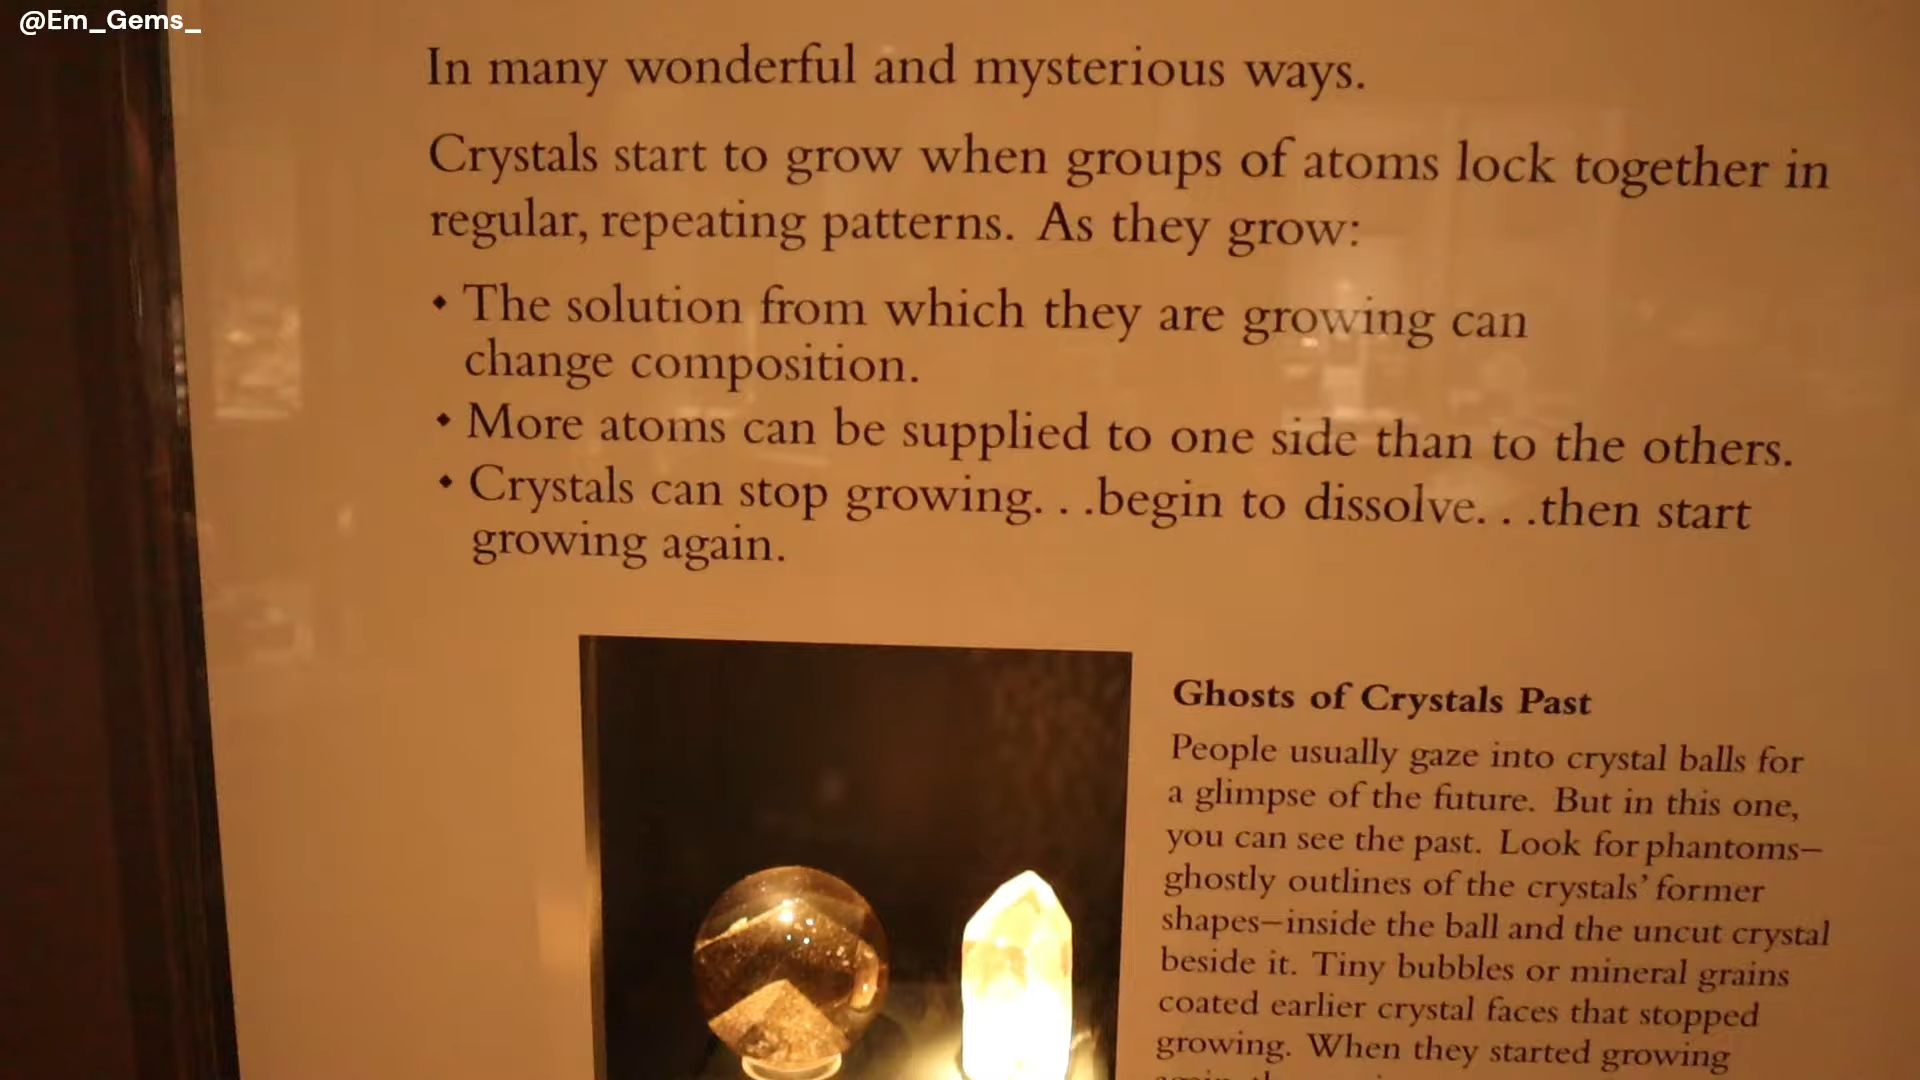 @Em_Gems_
In many wonderful and mysterious ways.
Crystals start to grow when groups of atoms lock together in
regular, repeating patterns. As they grow:
• The solution from which they are growing can
change composition.
• More atoms can be supplied to one side than to the others.
• Crystals can stop growing. . .begin to dissolve. . .then start
growing again.
Ghosts of Crystals Past
People usually gaze into crystal balls for
a glimpse of the future. But in this one,
you can see the past. Look for phantoms—
ghostly outlines of the crystals’ former
shapes—inside the ball and the uncut crystal
beside it. Tiny bubbles or mineral grains
coated earlier crystal faces that stopped
growing. When they started growing